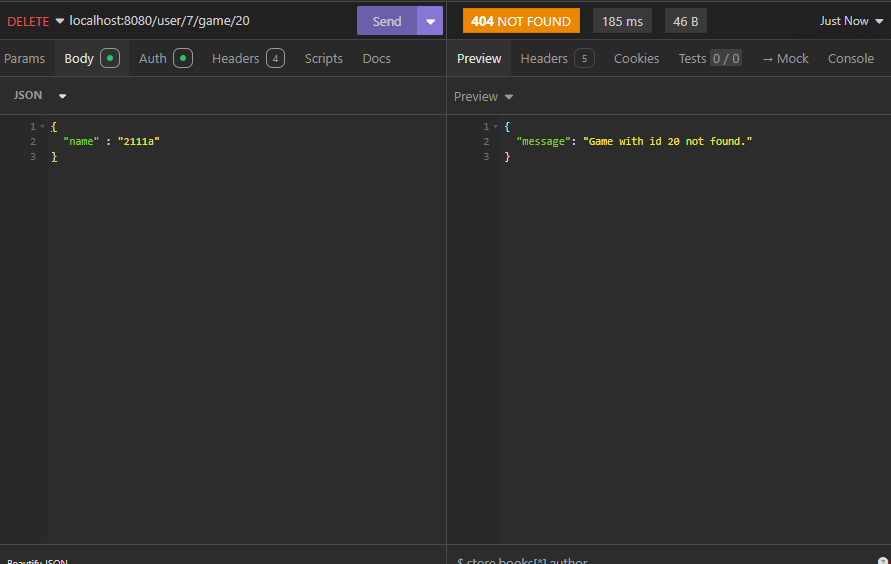 DELETE localhost:8080/user/7/game/20 Send 404 NOT FOUND 185 ms 46 B Just Now
Params Body Auth Headers 4 Scripts Docs Preview Headers 5 Cookies Tests 0 / 0 → Mock Console
JSON
Preview
1 {
2 "name" : "2111a"
3 }
1 {
2 "message": "Game with id 20 not found."
3 }
Beautify JSON
$.store.books[*].author
?